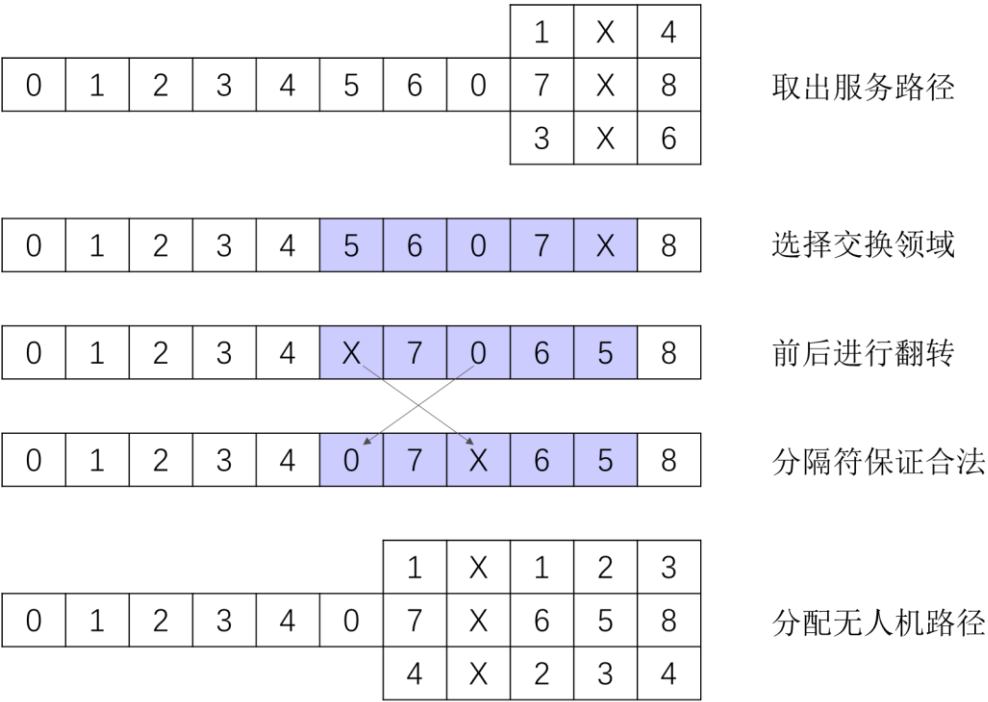 1 X 4
0 1 2 3 4 5 6 0 7 X 8 取出服务路径
3 X 6
0 1 2 3 4 5 6 0 7 X 8 选择交换领域
0 1 2 3 4 X 7 0 6 5 8 前后进行翻转
0 1 2 3 4 0 7 X 6 5 8 分隔符保证合法
1 X 1 2 3
0 1 2 3 4 0 7 X 6 5 8 分配无人机路径
4 X 2 3 4